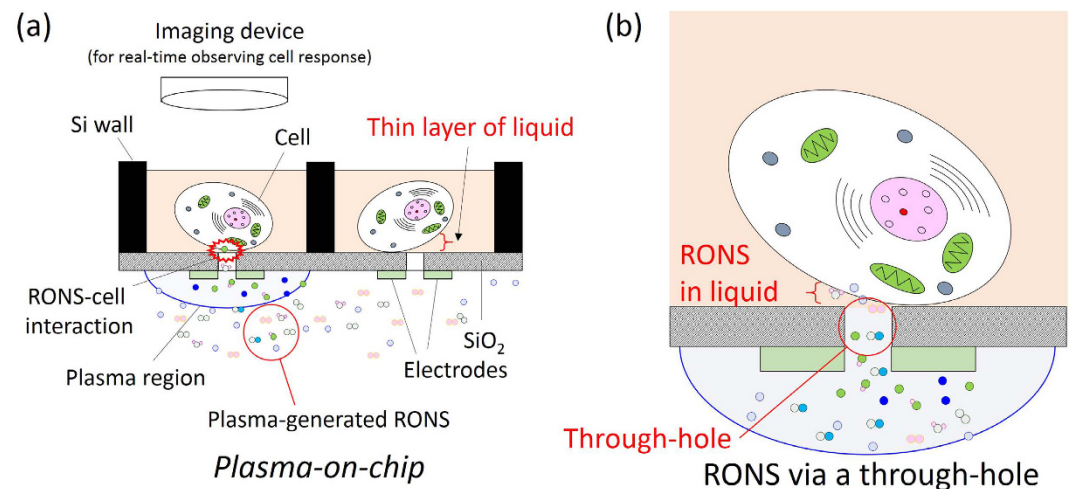 (a)
Imaging device
(for real-time observing cell response)
Si wall
Cell
Thin layer of liquid
RONS-cell
interaction
SiO₂
Electrodes
Plasma region
Plasma-generated RONS
Plasma-on-chip
(b)
RONS
in liquid
Through-hole
RONS via a through-hole